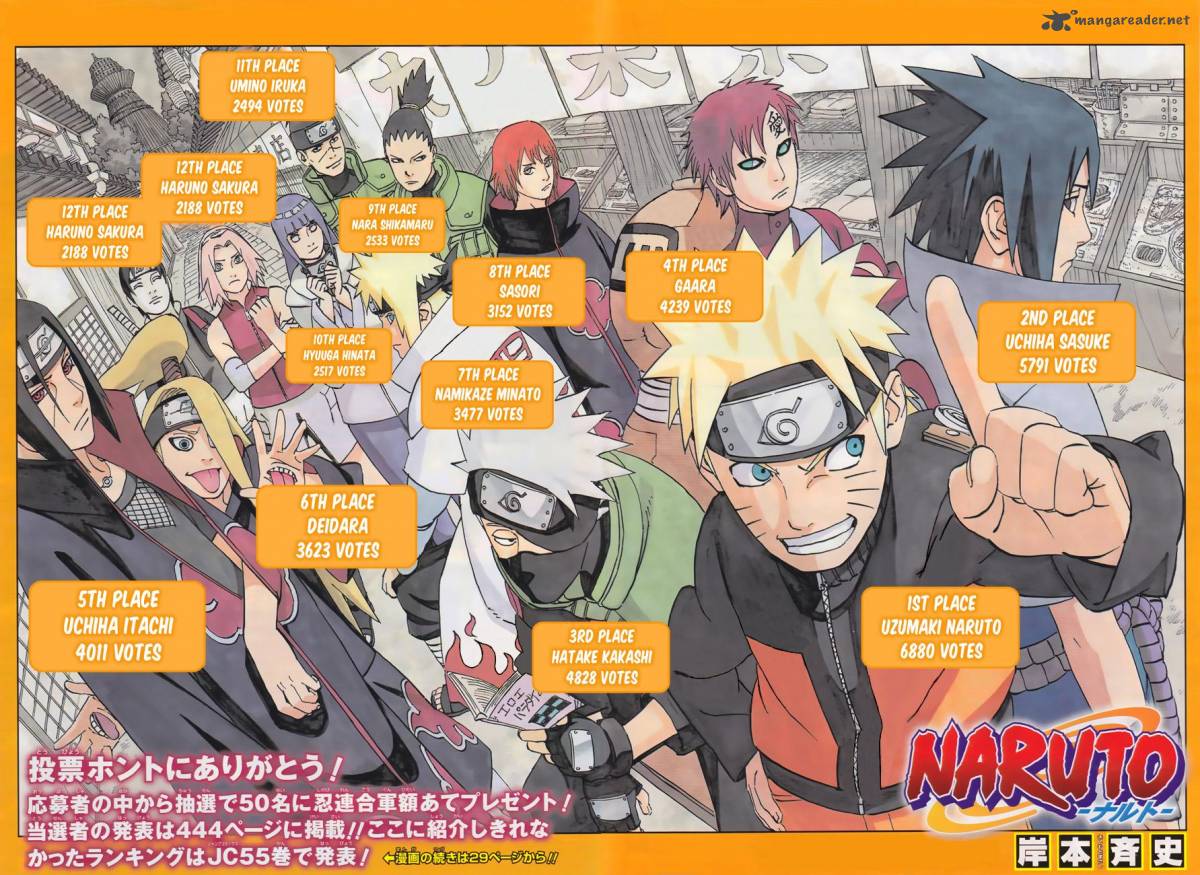 mangareader.net
11TH PLACE
UMINO IRUKA
2494 VOTES
12TH PLACE
HARUNO SAKURA
2188 VOTES
12TH PLACE
HARUNO SAKURA
2188 VOTES
9TH PLACE
NARA SHIKAMARU
2533 VOTES
8TH PLACE
SASORI
3152 VOTES
4TH PLACE
GAARA
4239 VOTES
愛
2ND PLACE
UCHIHA SASUKE
5791 VOTES
10TH PLACE
HYUUGA HINATA
2517 VOTES
7TH PLACE
NAMIKAZE MINATO
3477 VOTES
6TH PLACE
DEIDARA
3623 VOTES
5TH PLACE
UCHIHA ITACHI
4011 VOTES
3RD PLACE
HATAKE KAKASHI
4828 VOTES
1ST PLACE
UZUMAKI NARUTO
6880 VOTES
投票ホントにありがとう!
応募者の中から抽選で50名に忍連合軍額あてプレゼント!
当選者の発表は444ページに掲載!!ここに紹介しきれな
かったランキングはJC55巻で発表!
←漫画の続きは29ページから!!
NARUTO
-ナルト-
岸本斉史